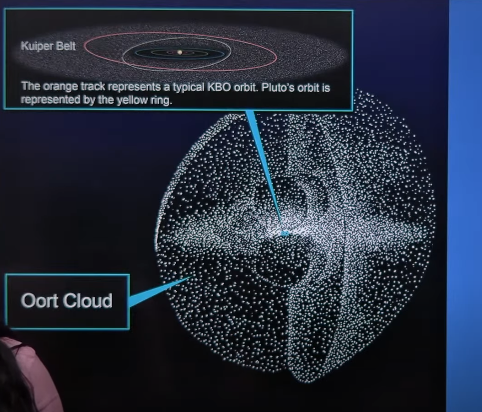 Kuiper Belt
The orange track represents a typical KBO orbit. Pluto's orbit is
represented by the yellow ring.
Oort Cloud